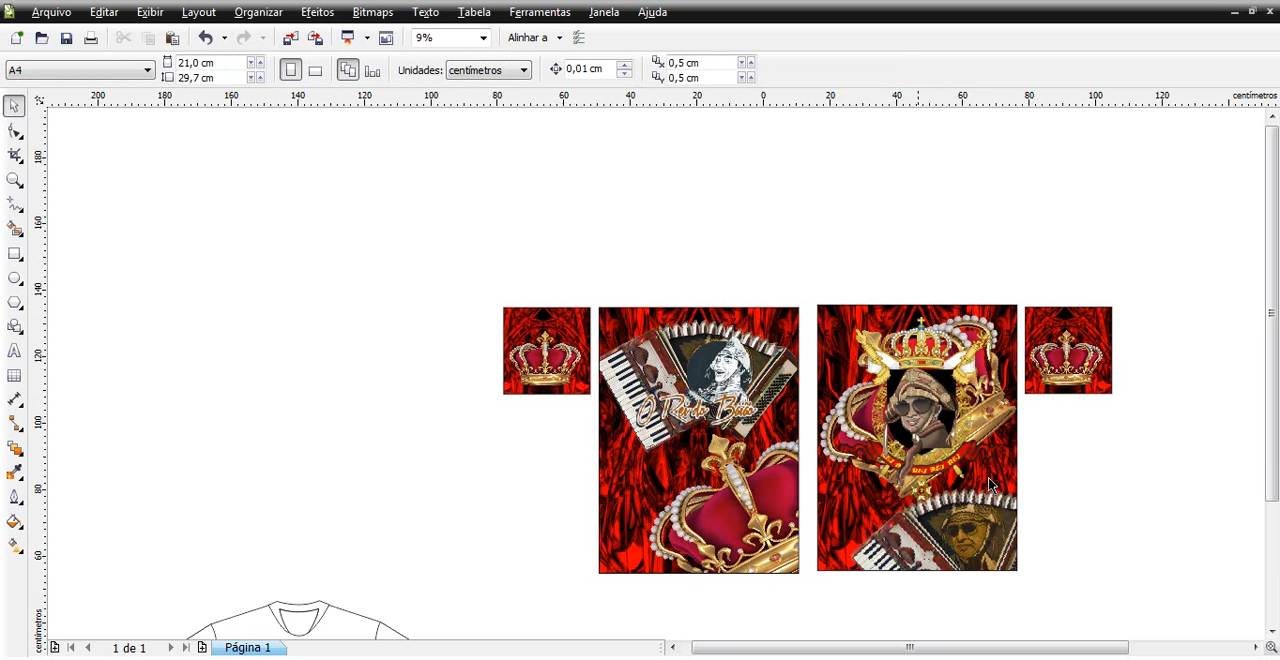 Arquivo Editar Exibir Layout Organizar Efeitos Bitmaps Texto Tabela Ferramentas Janela Ajuda
9% Alinhar a
A4 21,0 cm 29,7 cm Unidades: centímetros 0,01 cm 0,5 cm 0,5 cm
200 180 160 140 120 100 80 60 40 20 0 20 40 60 80 100 120 centímetros
180
160
140
120
100
80
60
centímetros
O Rei do Baião
REI REI REI
1 de 1 Página 1